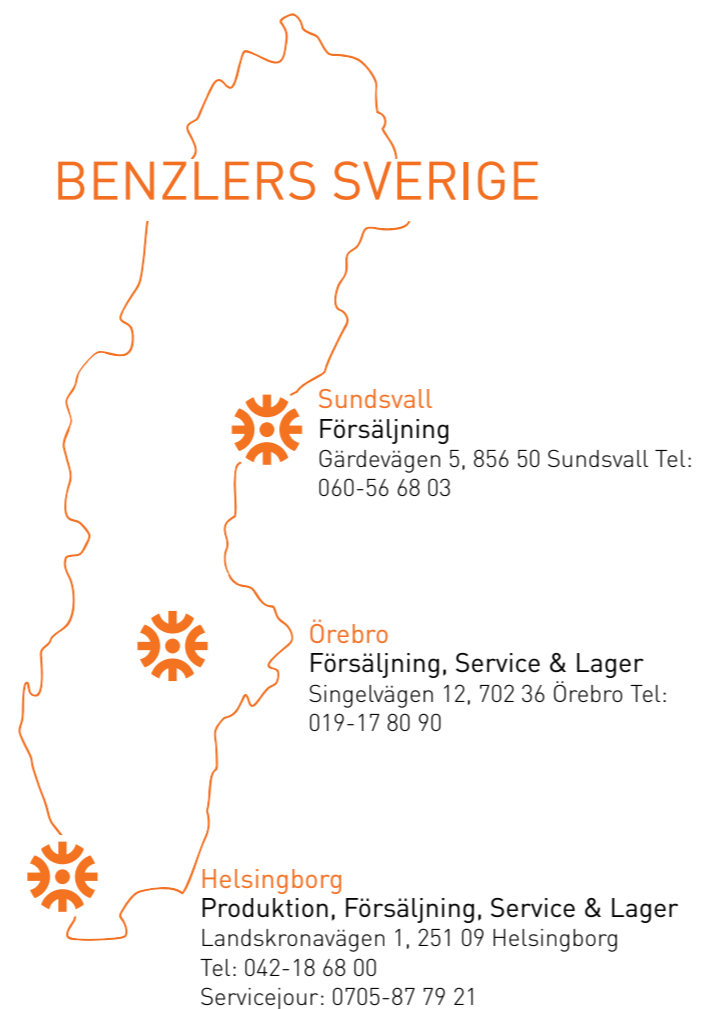 BENZLERS SVERIGE
Sundsvall
Försäljning
Gärdevägen 5, 856 50 Sundsvall Tel:
060-56 68 03
Örebro
Försäljning, Service & Lager
Singelvägen 12, 702 36 Örebro Tel:
019-17 80 90
Helsingborg
Produktion, Försäljning, Service & Lager
Landskronavägen 1, 251 09 Helsingborg
Tel: 042-18 68 00
Servicejour: 0705-87 79 21